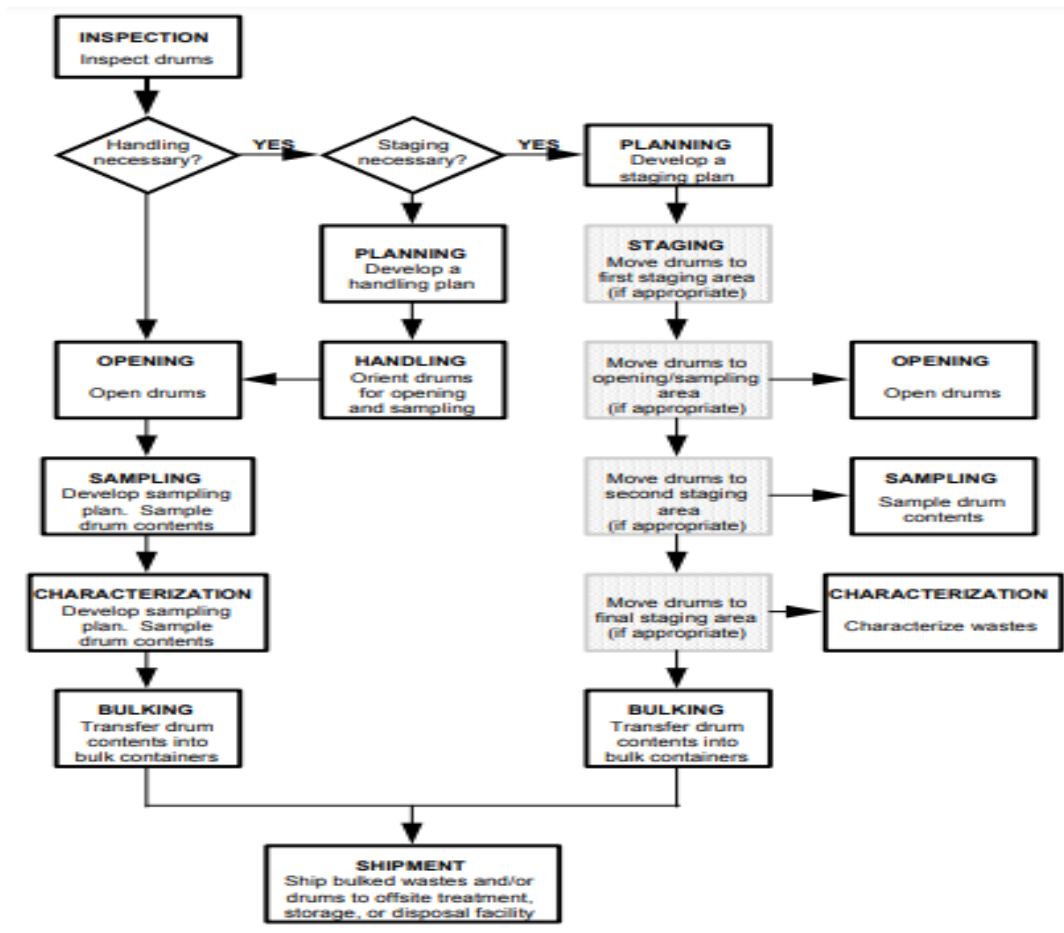 INSPECTION
Inspect drums
Handling
necessary?
YES
Staging
necessary?
YES
PLANNING
Develop a
staging plan
PLANNING
Develop a
handling plan
STAGING
Move drums to
first staging area
(if appropriate)
OPENING
Open drums
HANDLING
Orient drums
for opening
and sampling
Move drums to
opening/sampling
area
(if appropriate)
OPENING
Open drums
SAMPLING
Develop sampling
plan. Sample
drum contents
Move drums to
second staging
area
(if appropriate)
SAMPLING
Sample drum
contents
CHARACTERIZATION
Develop sampling
plan. Sample
drum contents
Move drums to
final staging area
(if appropriate)
CHARACTERIZATION
Characterize wastes
BULKING
Transfer drum
contents into
bulk containers
BULKING
Transfer drum
contents into
bulk containers
SHIPMENT
Ship bulked wastes and/or
drums to offsite treatment,
storage, or disposal facility